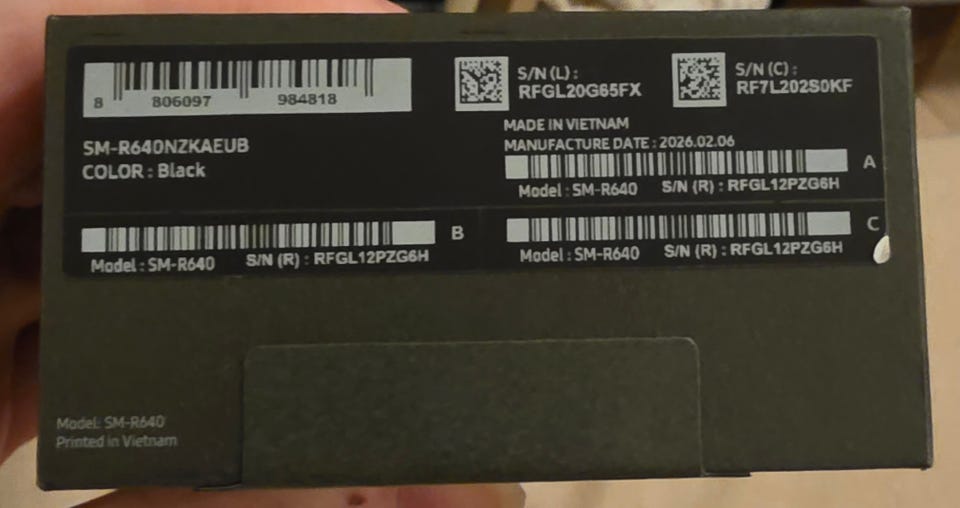 8 806097 984818
SM-R640NZKAEUB
COLOR : Black
S/N (L) :
RFGL20G65FX
S/N (C) :
RF7L202S0KF
MADE IN VIETNAM
MANUFACTURE DATE : 2026.02.06
A
Model : SM-R640 S/N (R) : RFGL12PZG6H
B
Model : SM-R640 S/N (R) : RFGL12PZG6H
C
Model : SM-R640 S/N (R) : RFGL12PZG6H
Model: SM-R640
Printed in Vietnam